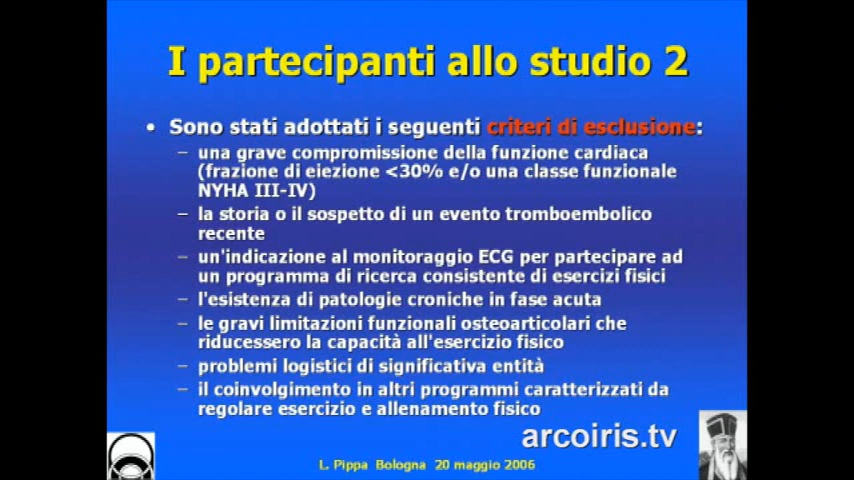 I partecipanti allo studio 2
• Sono stati adottati i seguenti criteri di esclusione:
– una grave compromissione della funzione cardiaca
(frazione di eiezione <30% e/o una classe funzionale
NYHA III-IV)
– la storia o il sospetto di un evento tromboembolico
recente
– un'indicazione al monitoraggio ECG per partecipare ad
un programma di ricerca consistente di esercizi fisici
– l'esistenza di patologie croniche in fase acuta
– le gravi limitazioni funzionali osteoarticolari che
riducessero la capacità all'esercizio fisico
– problemi logistici di significativa entità
– il coinvolgimento in altri programmi caratterizzati da
regolare esercizio e allenamento fisico
arcoiris.tv
L. Pippa Bologna 20 maggio 2006